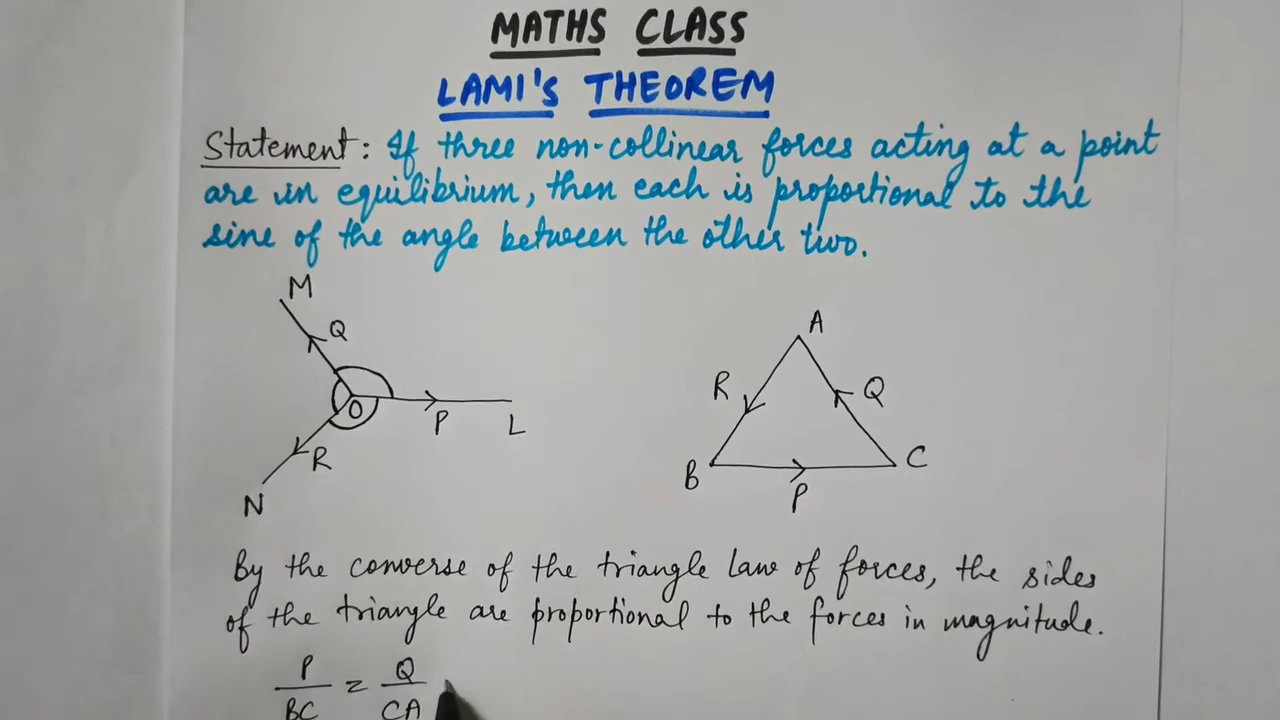 MATHS CLASS
LAMI'S THEOREM
Statement: If three non-collinear forces acting at a point
are in equilibrium, then each is proportional to the
sine of the angle between the other two.
M
Q
O
P
L
R
N
A
R
Q
B
C
P
By the converse of the triangle law of forces, the sides
of the triangle are proportional to the forces in magnitude.
P/BC = Q/CA